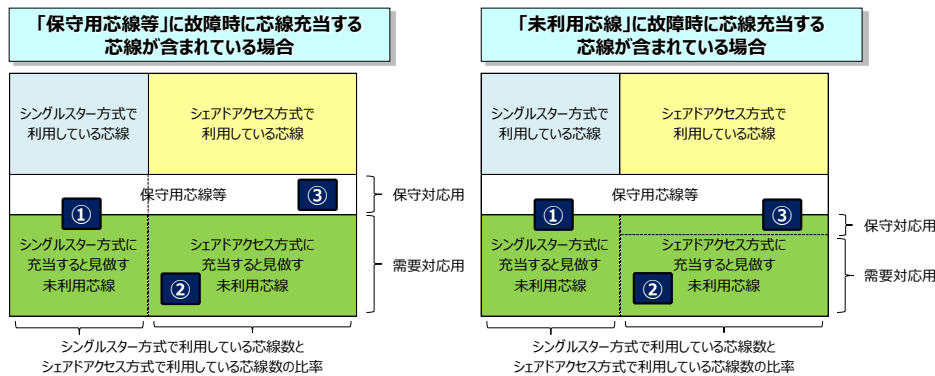 「保守用芯線等」に故障時に芯線充当する
芯線が含まれている場合
シングルスター方式で
利用している芯線
シェアドアクセス方式で
利用している芯線
保守用芯線等
①
③
保守対応用
シングルスター方式に
充当すると見做す
未利用芯線
シェアドアクセス方式に
充当すると見做す
未利用芯線
②
需要対応用
シングルスター方式で利用している芯線数と
シェアドアクセス方式で利用している芯線数の比率
「未利用芯線」に故障時に芯線充当する
芯線が含まれている場合
シングルスター方式で
利用している芯線
シェアドアクセス方式で
利用している芯線
保守用芯線等
①
③
保守対応用
シングルスター方式に
充当すると見做す
未利用芯線
シェアドアクセス方式に
充当すると見做す
未利用芯線
②
需要対応用
シングルスター方式で利用している芯線数と
シェアドアクセス方式で利用している芯線数の比率